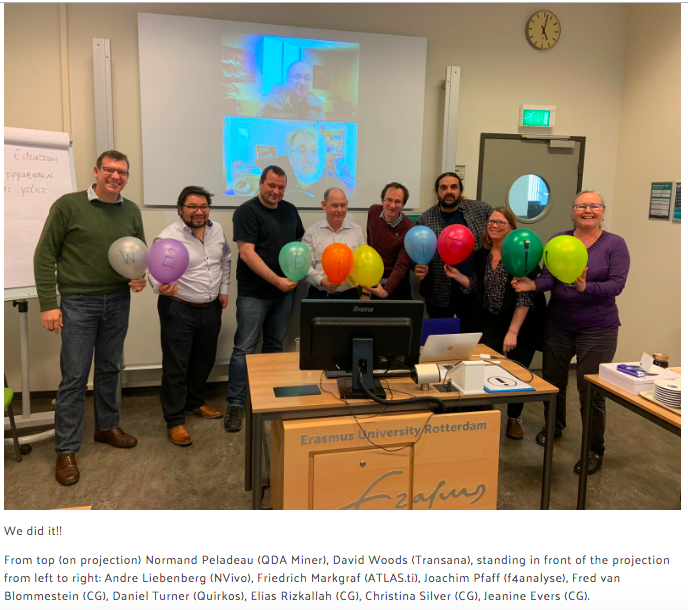 W
E
D
I
D
I
T
!
!
iiyama
Erasmus University Rotterdam
Erasmus
We did it!!
From top (on projection) Normand Peladeau (QDA Miner), David Woods (Transana), standing in front of the projection
from left to right: Andre Liebenberg (NVivo), Friedrich Markgraf (ATLAS.ti), Joachim Pfaff (f4analyse), Fred van
Blommestein (CG), Daniel Turner (Quirkos), Elias Rizkallah (CG), Christina Silver (CG), Jeanine Evers (CG).